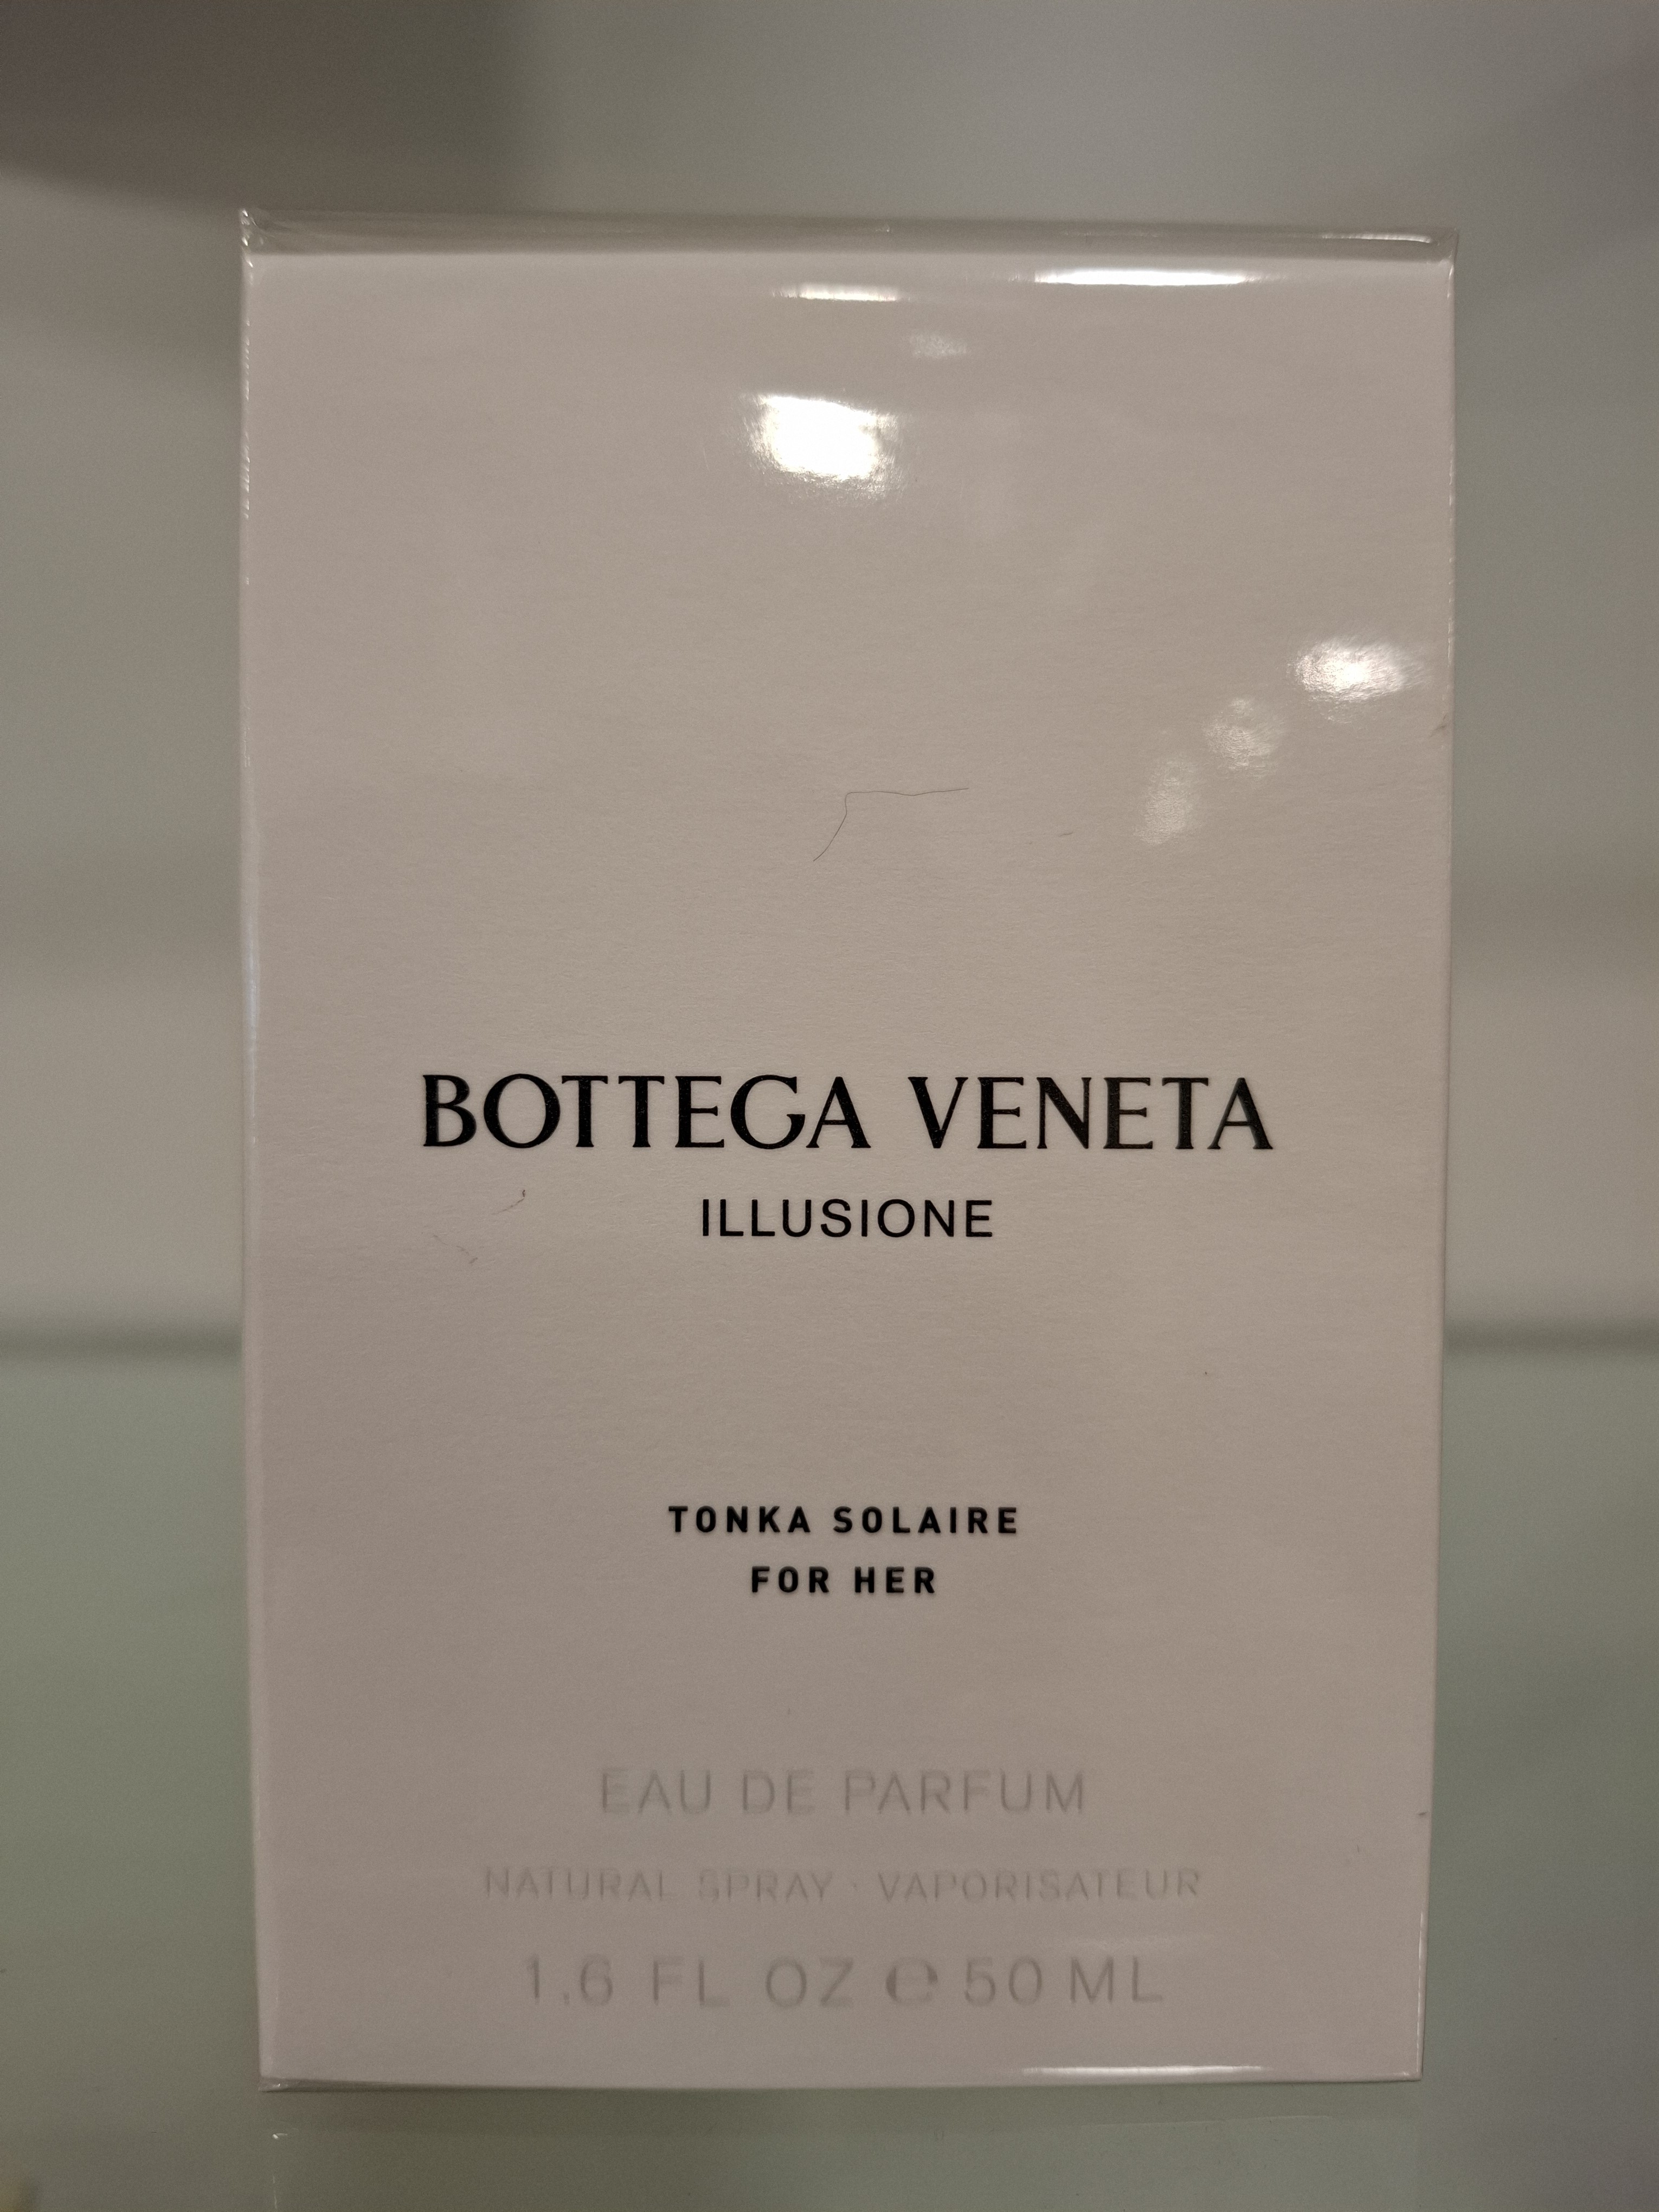 BOTTEGA VENETA
ILLUSIONE
TONKA SOLAIRE
FOR HER
EAU DE PARFUM
NATURAL SPRAY · VAPORISATEUR
1.6 FL OZ ℮ 50 ML